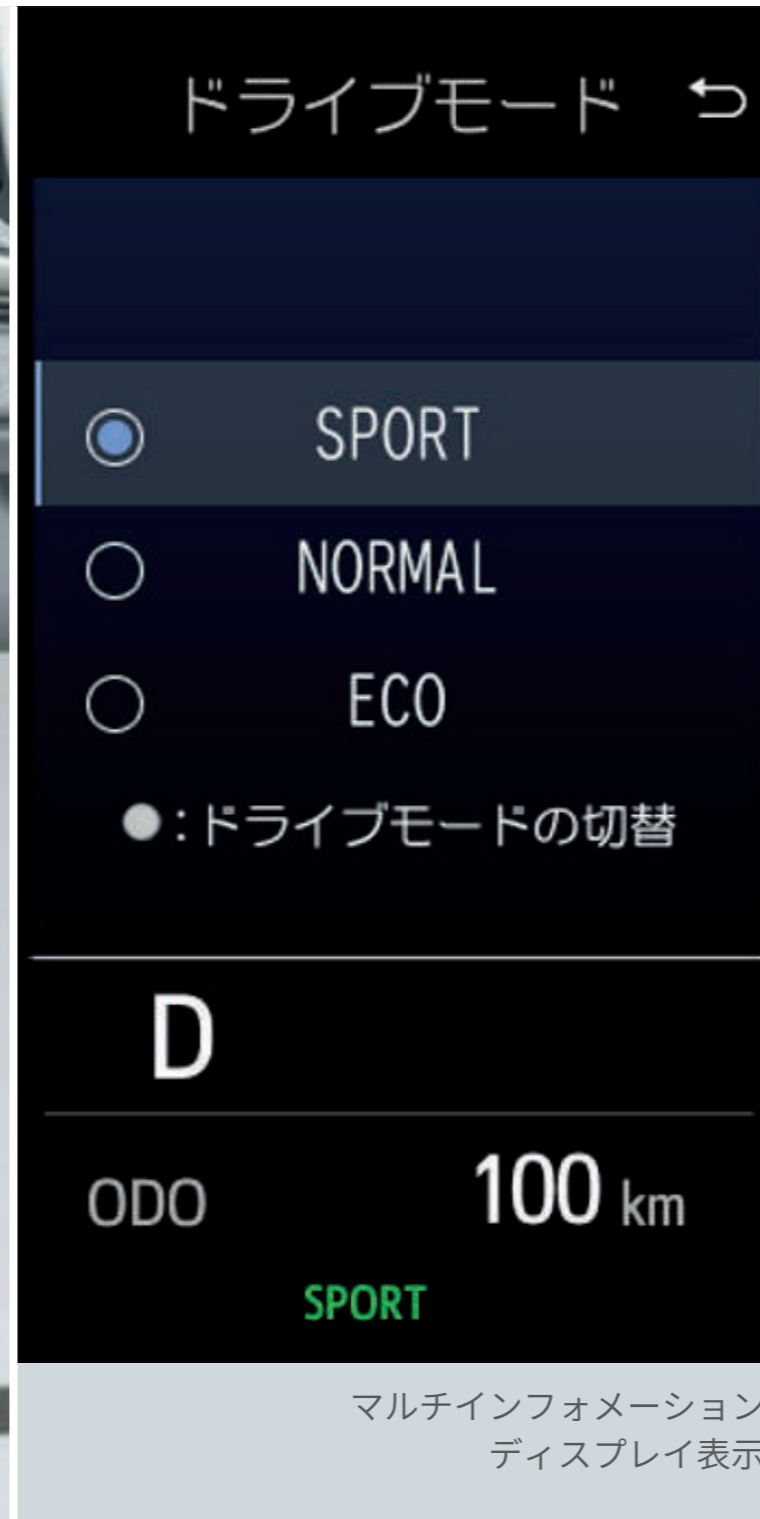 ドライブモード
SPORT
NORMAL
ECO
●:ドライブモードの切替
D
ODO 100 km
SPORT
マルチインフォメーション
ディスプレイ表示